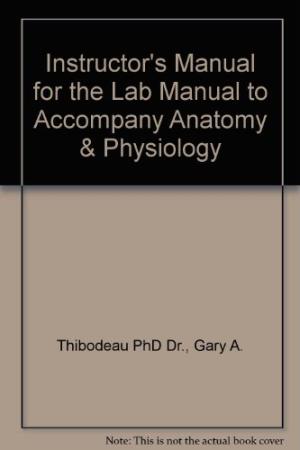 Instructor's Manual
for the Lab Manual to
Accompany Anatomy
& Physiology
Thibodeau PhD Dr., Gary A.
Note: This is not the actual book cover